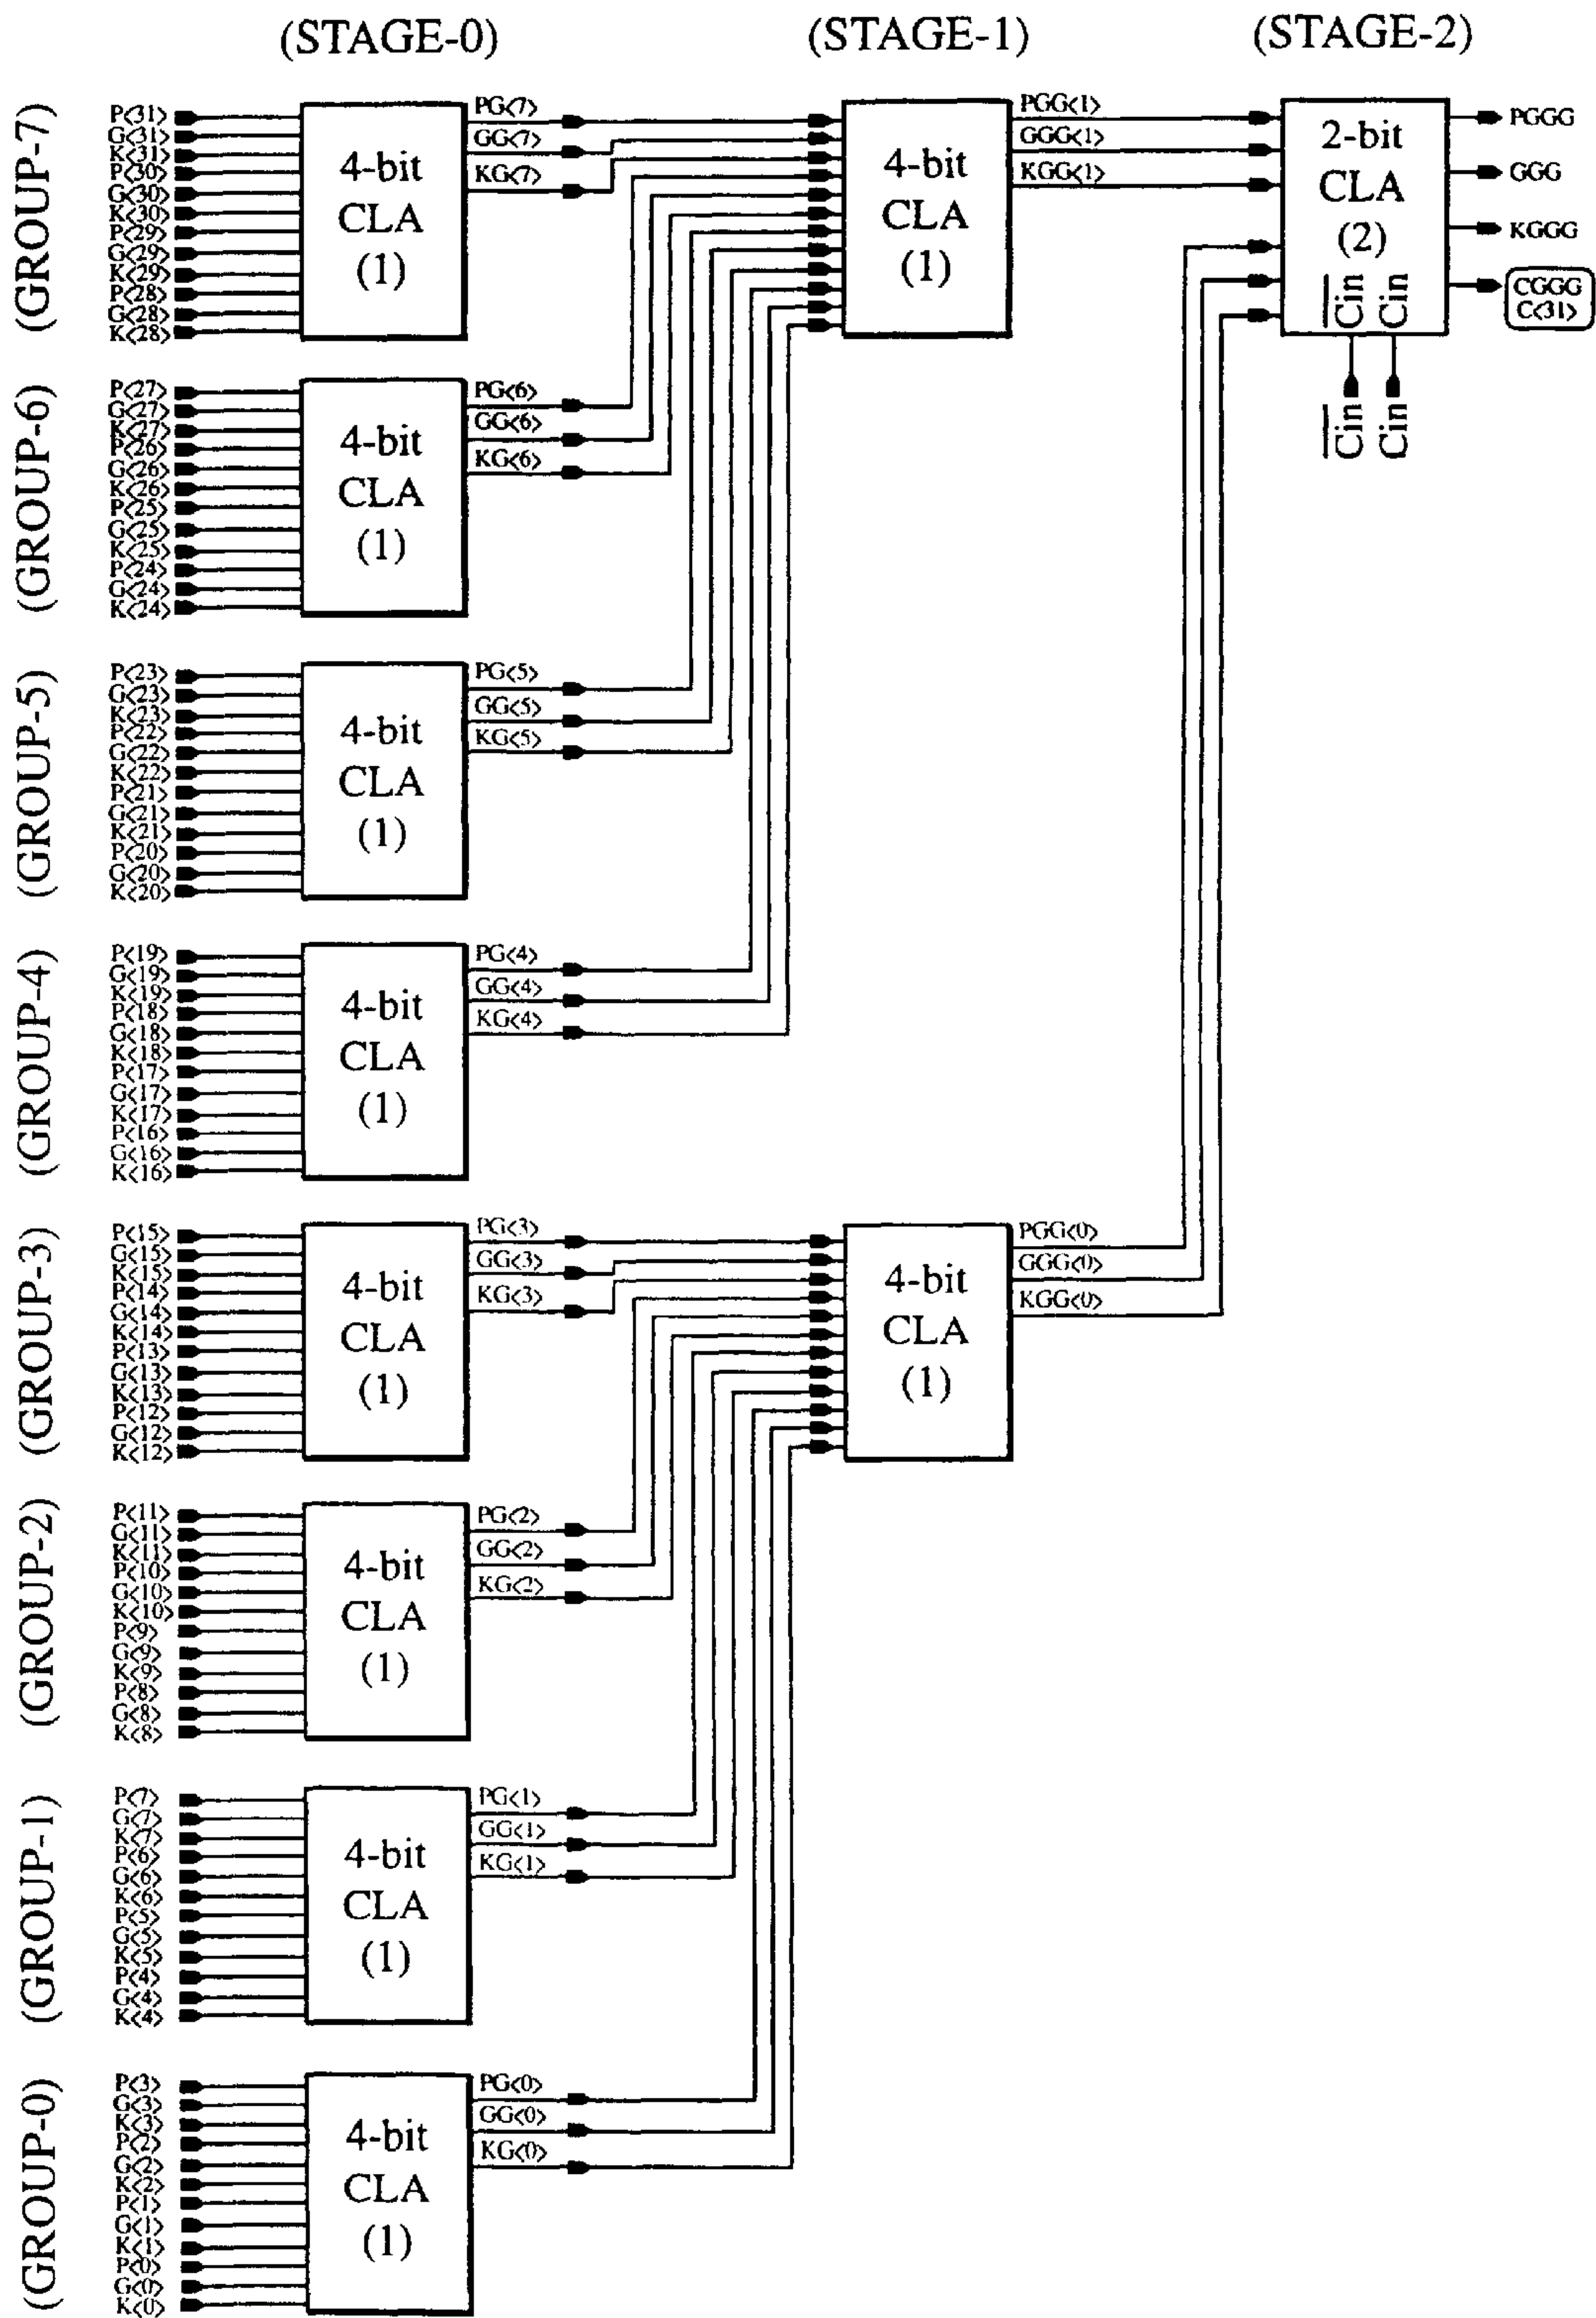 (STAGE-0) (STAGE-1) (STAGE-2)
(GROUP-7)
P<31>
G<31>
K<31>
P<30>
G<30>
K<30>
P<29>
G<29>
K<29>
P<28>
G<28>
K<28>
4-bit
CLA
(1)
PG<7>
GG<7>
KG<7>
4-bit
CLA
(1)
PGG<1>
GGG<1>
KGG<1>
2-bit
CLA
(2)
C̅i̅n̅ Cin
C̅i̅n̅ Cin
PGGG
GGG
KGGG
CGGG
C<31>
(GROUP-6)
P<27>
G<27>
K<27>
P<26>
G<26>
K<26>
P<25>
G<25>
K<25>
P<24>
G<24>
K<24>
4-bit
CLA
(1)
PG<6>
GG<6>
KG<6>
(GROUP-5)
P<23>
G<23>
K<23>
P<22>
G<22>
K<22>
P<21>
G<21>
K<21>
P<20>
G<20>
K<20>
4-bit
CLA
(1)
PG<5>
GG<5>
KG<5>
(GROUP-4)
P<19>
G<19>
K<19>
P<18>
G<18>
K<18>
P<17>
G<17>
K<17>
P<16>
G<16>
K<16>
4-bit
CLA
(1)
PG<4>
GG<4>
KG<4>
(GROUP-3)
P<15>
G<15>
K<15>
P<14>
G<14>
K<14>
P<13>
G<13>
K<13>
P<12>
G<12>
K<12>
4-bit
CLA
(1)
PG<3>
GG<3>
KG<3>
4-bit
CLA
(1)
PGG<0>
GGG<0>
KGG<0>
(GROUP-2)
P<11>
G<11>
K<11>
P<10>
G<10>
K<10>
P<9>
G<9>
K<9>
P<8>
G<8>
K<8>
4-bit
CLA
(1)
PG<2>
GG<2>
KG<2>
(GROUP-1)
P<7>
G<7>
K<7>
P<6>
G<6>
K<6>
P<5>
G<5>
K<5>
P<4>
G<4>
K<4>
4-bit
CLA
(1)
PG<1>
GG<1>
KG<1>
(GROUP-0)
P<3>
G<3>
K<3>
P<2>
G<2>
K<2>
P<1>
G<1>
K<1>
P<0>
G<0>
K<0>
4-bit
CLA
(1)
PG<0>
GG<0>
KG<0>